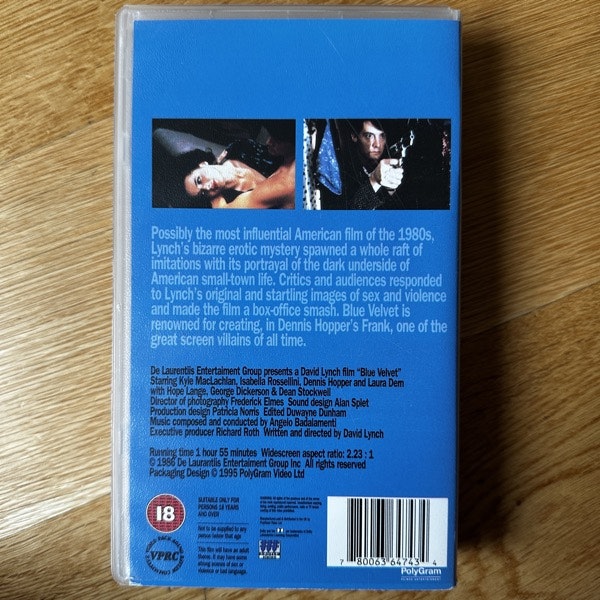 Possibly the most influential American film of the 1980s,
Lynch's bizarre erotic mystery spawned a whole raft of
imitations with its portrayal of the dark underside of
American small-town life. Critics and audiences responded
to Lynch's original and startling images of sex and violence
and made the film a box-office smash. Blue Velvet is
renowned for creating, in Dennis Hopper's Frank, one of the
great screen villains of all time.
De Laurentiis Entertaiment Group presents a David Lynch film "Blue Velvet"
Starring Kyle MacLachlan, Isabella Rossellini, Dennis Hopper and Laura Dern
with Hope Lange, George Dickerson & Dean Stockwell
Director of photography Frederick Elmes Sound design Alan Splet
Production design Patricia Norris Edited Duwayne Dunham
Music composed and conducted by Angelo Badalamenti
Executive producer Richard Roth Written and directed by David Lynch
Running time 1 hour 55 minutes Widescreen aspect ratio: 2.23 : 1
© 1986 De Laurantiis Entertaiment Group Inc All rights reserved
Packaging Design © 1995 PolyGram Video Ltd
18
SUITABLE ONLY FOR
PERSONS 18 YEARS
AND OVER
Not to be supplied to any
person below that age
This film will have an adult
theme. It may have some
strong scenes of sex or
violence or bad language.
VPRC
7 80063 64743 4
PolyGram